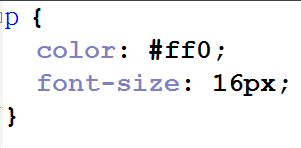 p {
  color: #ff0;
  font-size: 16px;
}